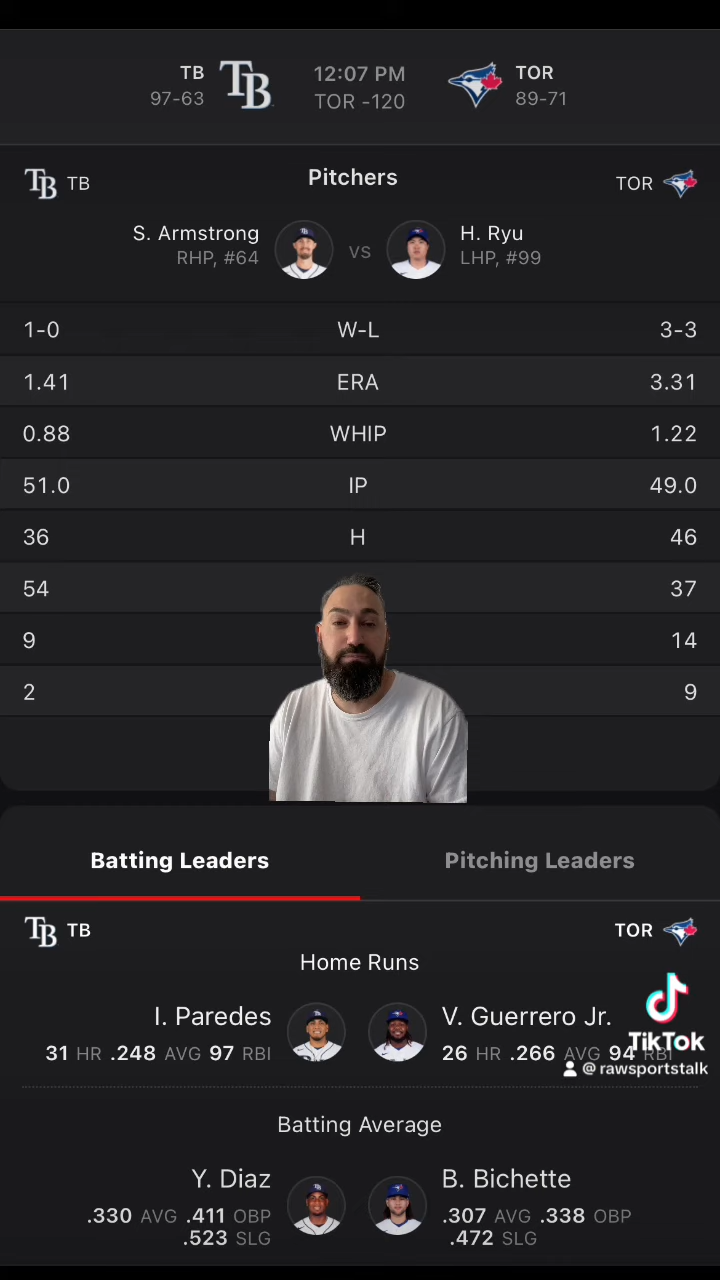 TB
97-63
TB
12:07 PM
TOR -120
TOR
89-71
TB TB
Pitchers
TOR
S. Armstrong
RHP, #64
VS
H. Ryu
LHP, #99
1-0 W-L 3-3
1.41 ERA 3.31
0.88 WHIP 1.22
51.0 IP 49.0
36 H 46
54 37
9 14
2 9
Batting Leaders Pitching Leaders
TB TB
TOR
Home Runs
I. Paredes
31 HR .248 AVG 97 RBI
V. Guerrero Jr.
26 HR .266 AVG 94 RBI
TikTok
@rawsportstalk
Batting Average
Y. Diaz
.330 AVG .411 OBP
.523 SLG
B. Bichette
.307 AVG .338 OBP
.472 SLG